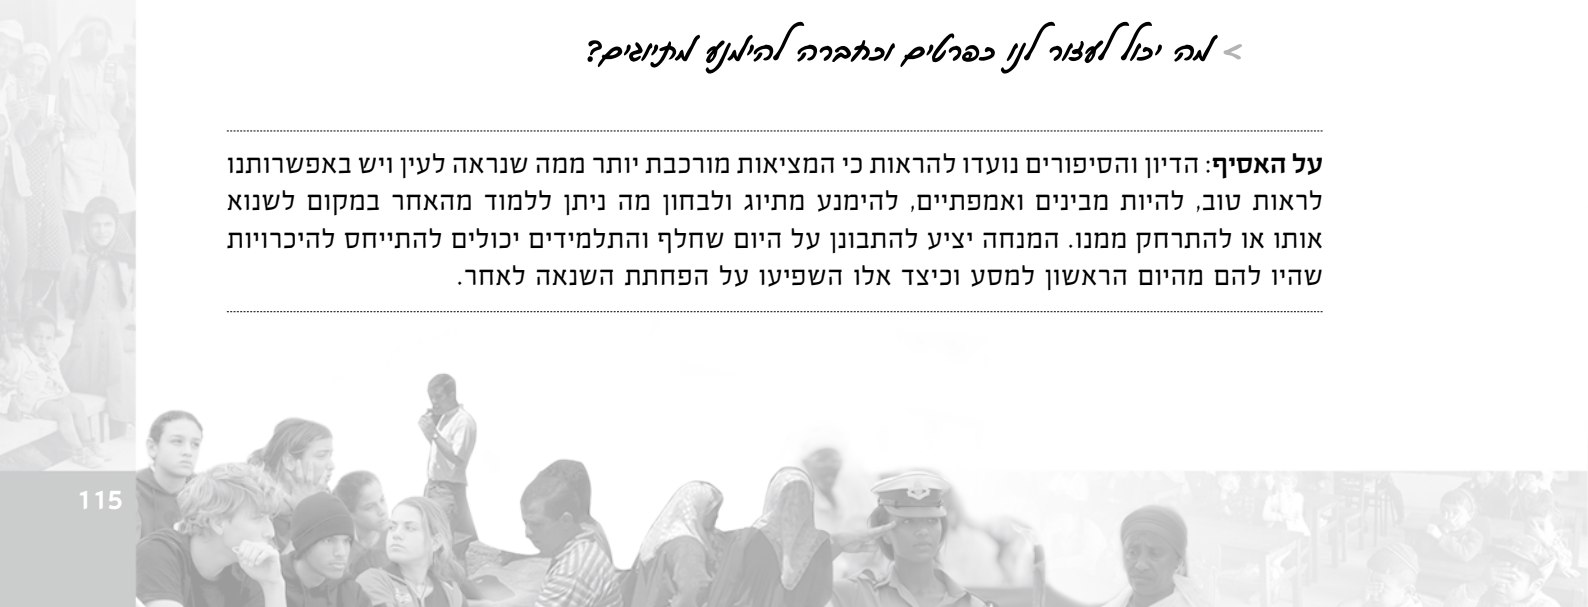 > מה יכול לעזור לנו כפרטים וכחברה להימנע מתיוגים?
על האסיף: הדיון והסיפורים נועדו להראות כי המציאות מורכבת יותר ממה שנראה לעין ויש באפשרותנו
לראות טוב, להיות מבינים ואמפתיים, להימנע מתיוג ולבחון מה ניתן ללמוד מהאחר במקום לשנוא
אותו או להתרחק ממנו. המנחה יציע להתבונן על היום שחלף והתלמידים יכולים להתייחס להיכרויות
שהיו להם מהיום הראשון למסע וכיצד אלו השפיעו על הפחתת השנאה לאחר.
115